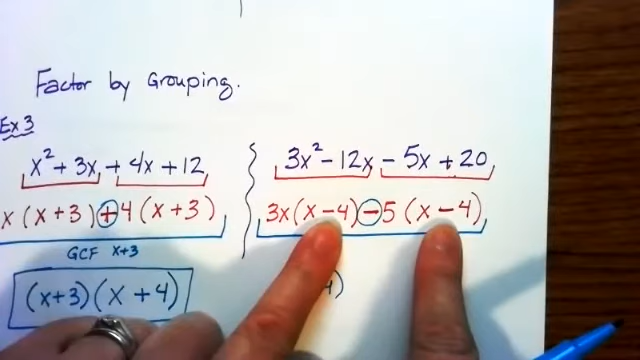 Factor by Grouping.
Ex 3
x² + 3x + 4x + 12
x (x+3) + 4 (x+3)
GCF x+3
(x+3)(x + 4)
3x² - 12x - 5x + 20
3x(x-4) - 5 (x-4)
4)